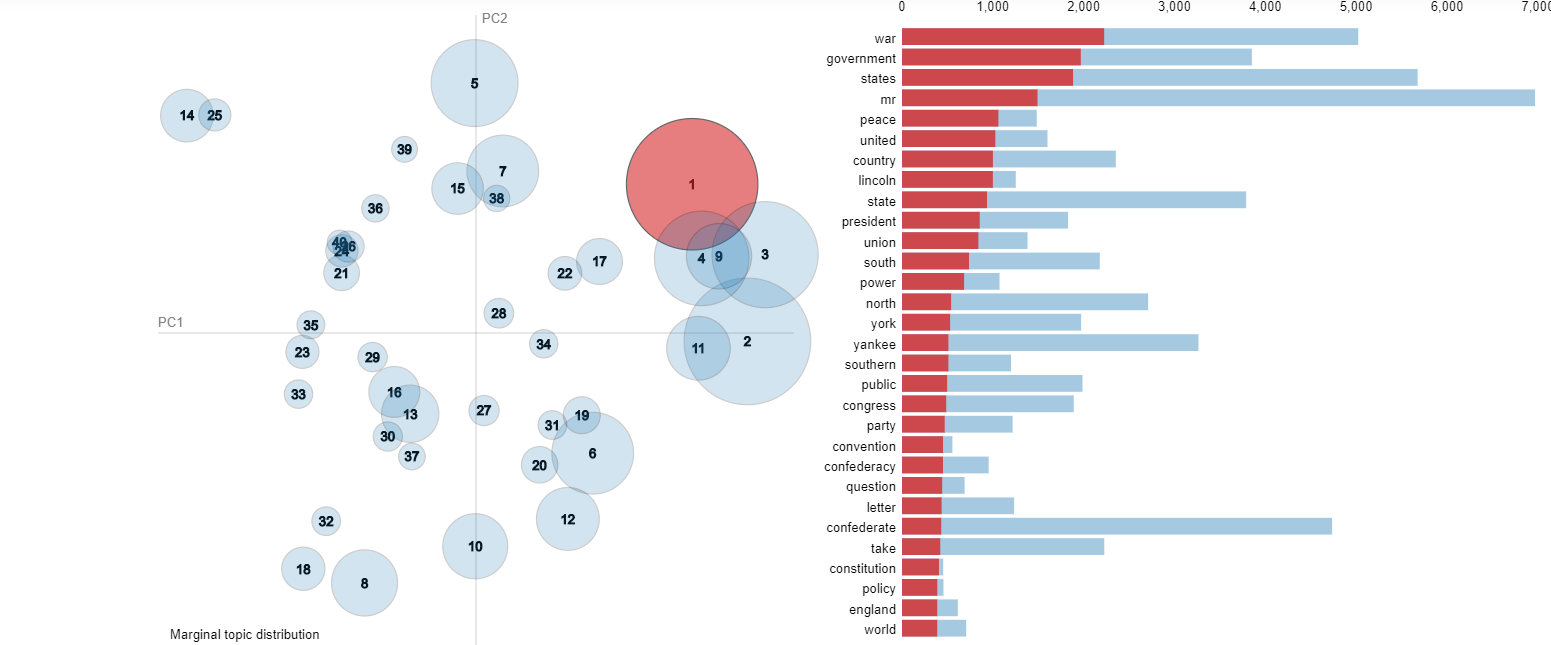 PC2
PC1
5
14
25
39
7
15
38
1
36
40
26
24
21
4
9
3
22
17
28
35
34
11
2
23
29
33
16
13
27
19
31
30
37
6
20
32
12
10
18
8
Marginal topic distribution
0 1,000 2,000 3,000 4,000 5,000 6,000 7,000
war
government
states
mr
peace
united
country
lincoln
state
president
union
south
power
north
york
yankee
southern
public
congress
party
convention
confederacy
question
letter
confederate
take
constitution
policy
england
world